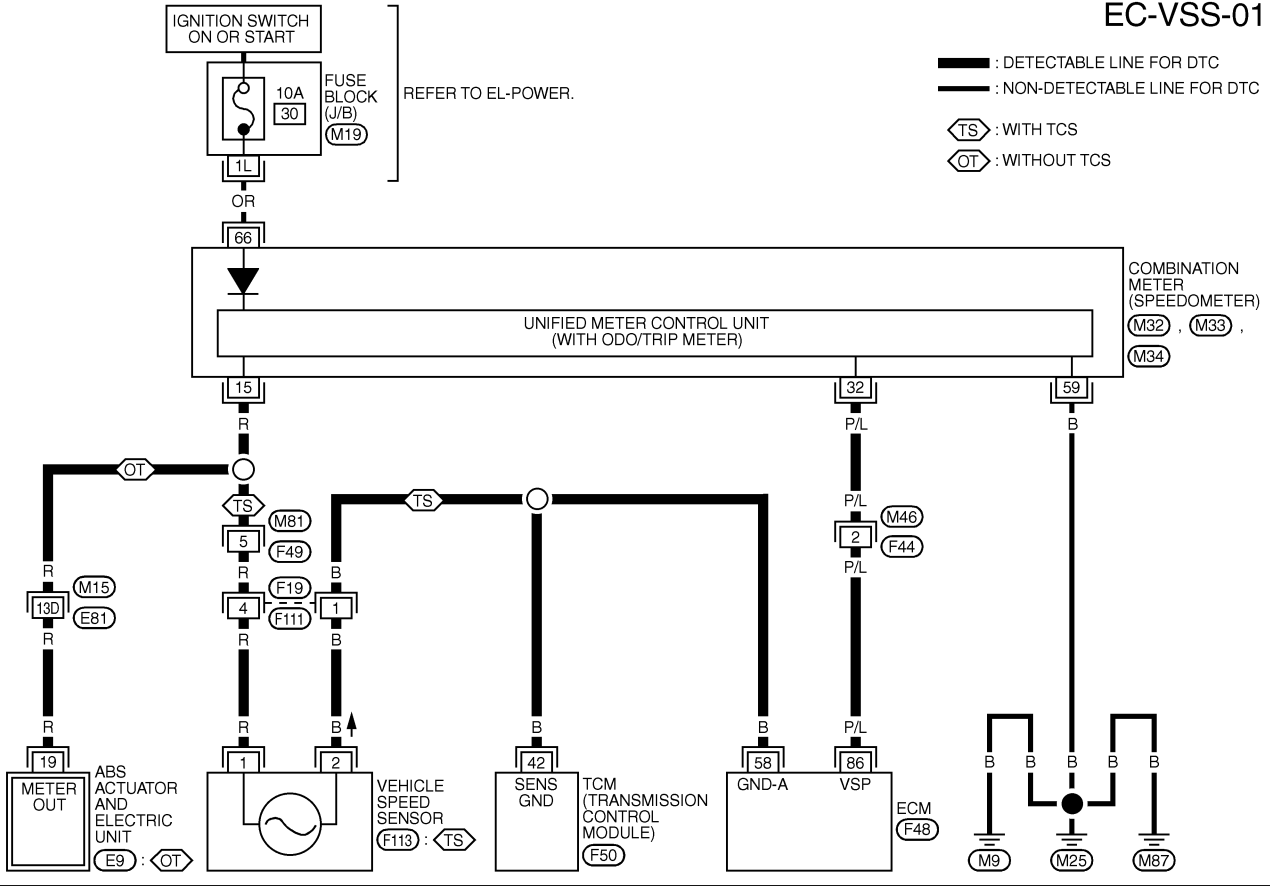 EC-VSS-01
IGNITION SWITCH
ON OR START
FUSE
BLOCK
(J/B)
M19
10A
30
REFER TO EL-POWER.
: DETECTABLE LINE FOR DTC
: NON-DETECTABLE LINE FOR DTC
TS : WITH TCS
OT : WITHOUT TCS
1L
OR
66
COMBINATION
METER
(SPEEDOMETER)
M32 , M33 ,
M34
UNIFIED METER CONTROL UNIT
(WITH ODO/TRIP METER)
15
32
59
R
P/L
B
OT
TS
TS
P/L
M81
5
F49
M46
2
F44
R
R
B
P/L
M15
13D
E81
F19
4
1
F111
R
R
B
R
R
B
B
B
P/L
B
B
B
B
B
19
1
2
42
58
86
METER
OUT
ABS
ACTUATOR
AND
ELECTRIC
UNIT
E9 : OT
VEHICLE
SPEED
SENSOR
F113 : TS
SENS
GND
TCM
(TRANSMISSION
CONTROL
MODULE)
F50
GND-A
VSP
ECM
F48
M9
M25
M87